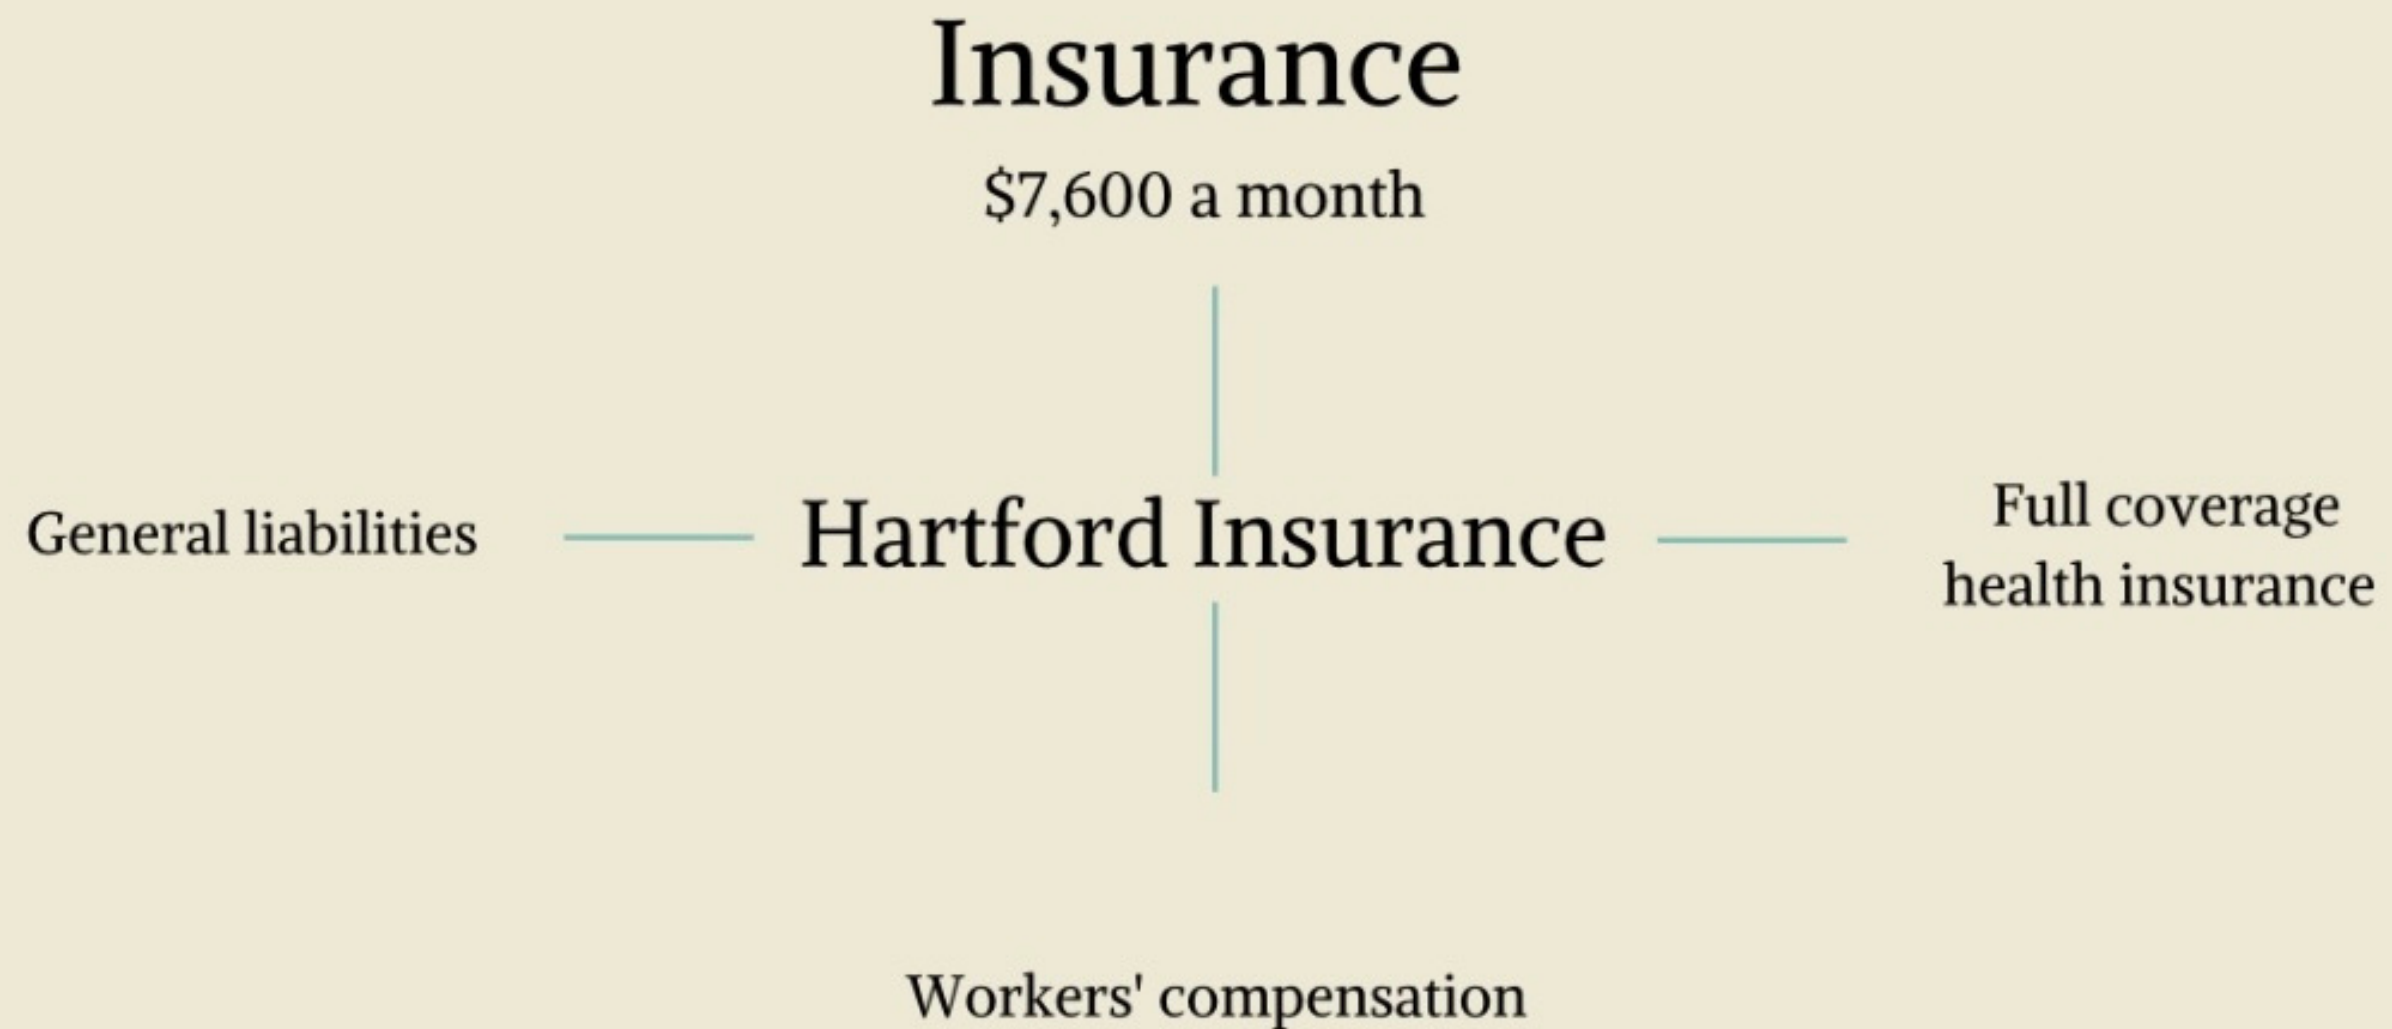 Insurance
$7,600 a month
General liabilities
Hartford Insurance
Full coverage
health insurance
Workers' compensation